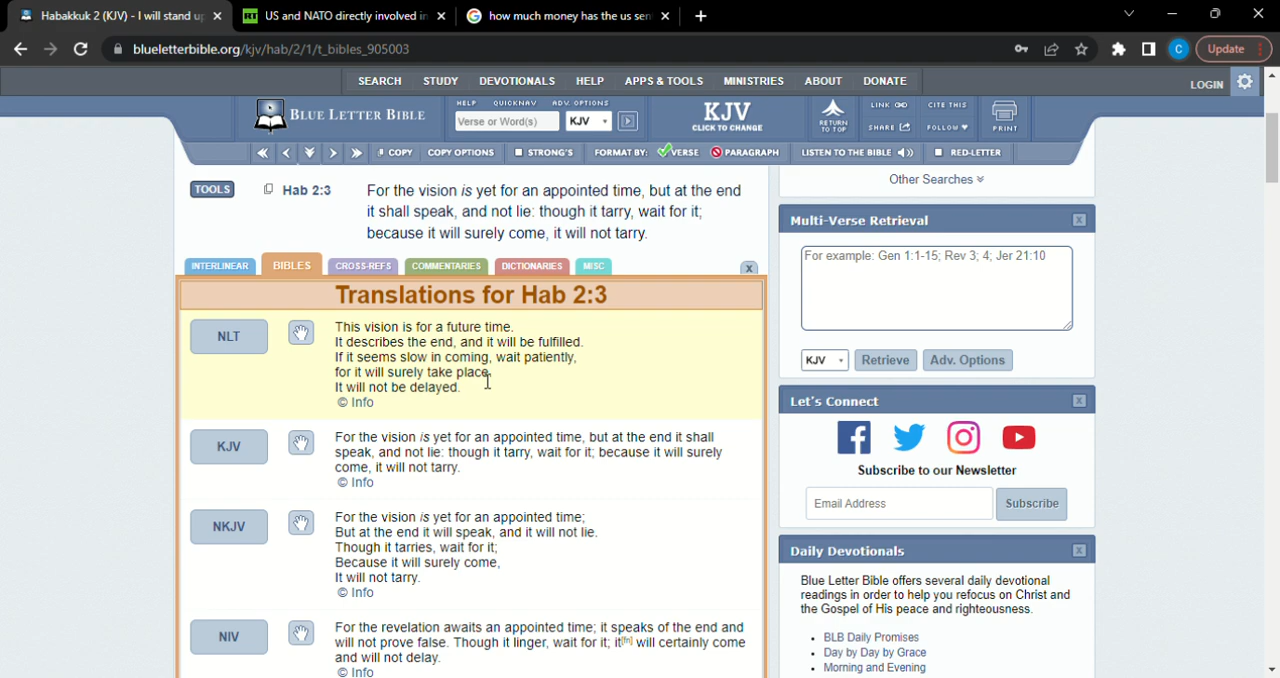 Habakkuk 2 (KJV) - I will stand up
US and NATO directly involved in
how much money has the us sen
blueletterbible.org/kjv/hab/2/1/t_bibles_905003
C
Update
SEARCH STUDY DEVOTIONALS HELP APPS & TOOLS MINISTRIES ABOUT DONATE
LOGIN
BLUE LETTER BIBLE
HELP QUICKNAV ADV. OPTIONS
Verse or Word(s)
KJV
KJV
CLICK TO CHANGE
RETURN TO TOP
LINK
CITE THIS
SHARE
FOLLOW
PRINT
COPY COPY OPTIONS STRONG'S FORMAT BY: VERSE PARAGRAPH LISTEN TO THE BIBLE RED-LETTER
TOOLS
Hab 2:3
For the vision is yet for an appointed time, but at the end
it shall speak, and not lie: though it tarry, wait for it;
because it will surely come, it will not tarry.
INTERLINEAR BIBLES CROSS-REFS COMMENTARIES DICTIONARIES MISC
X
Translations for Hab 2:3
NLT
This vision is for a future time.
It describes the end, and it will be fulfilled.
If it seems slow in coming, wait patiently,
for it will surely take place.
It will not be delayed.
© Info
KJV
For the vision is yet for an appointed time, but at the end it shall
speak, and not lie: though it tarry, wait for it; because it will surely
come, it will not tarry.
© Info
NKJV
For the vision is yet for an appointed time;
But at the end it will speak, and it will not lie.
Though it tarries, wait for it;
Because it will surely come,
It will not tarry.
© Info
NIV
For the revelation awaits an appointed time; it speaks of the end and
will not prove false. Though it linger, wait for it; it[fn] will certainly come
and will not delay.
© Info
Other Searches
Multi-Verse Retrieval
X
For example: Gen 1:1-15; Rev 3; 4; Jer 21:10
KJV
Retrieve
Adv. Options
Let's Connect
X
Subscribe to our Newsletter
Email Address
Subscribe
Daily Devotionals
X
Blue Letter Bible offers several daily devotional
readings in order to help you refocus on Christ and
the Gospel of His peace and righteousness.
BLB Daily Promises
Day by Day by Grace
Morning and Evening